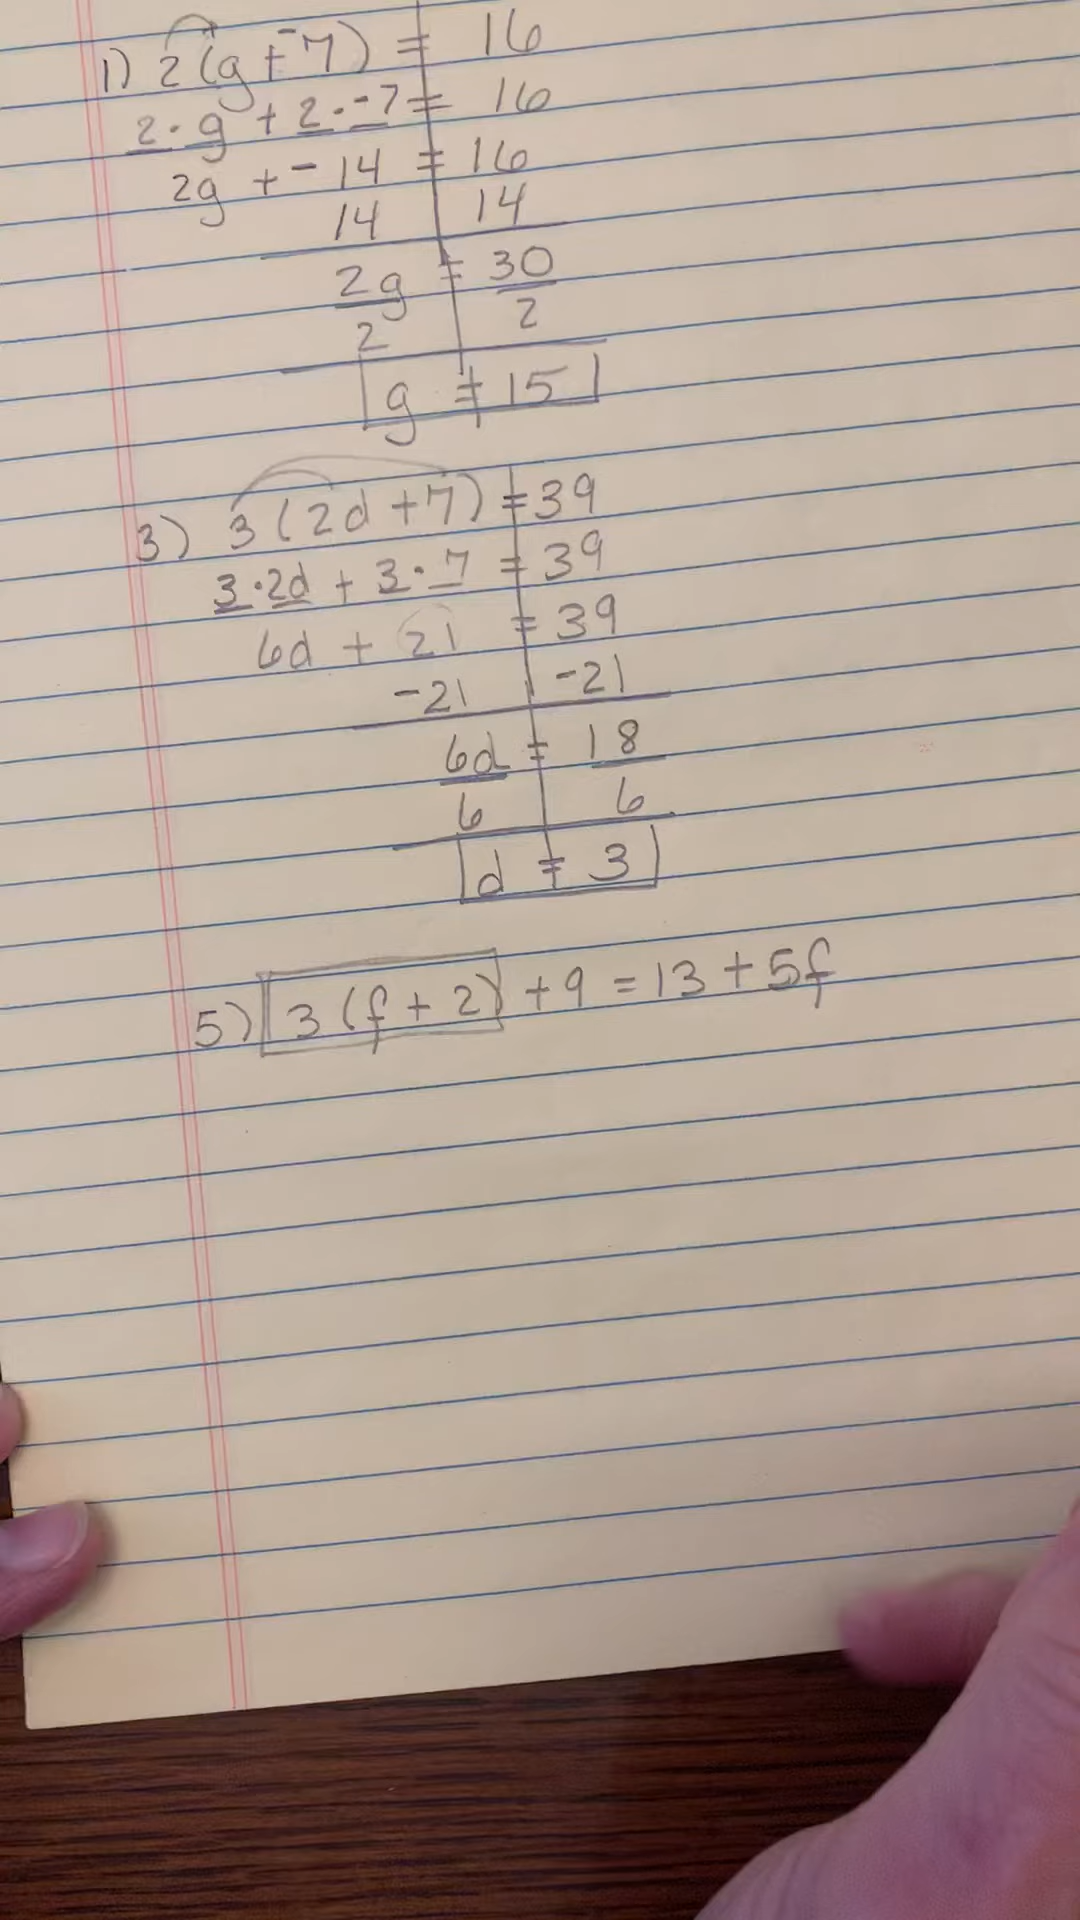 1) 2(g+⁻7) = 16
2·g + 2·-7 = 16
2g + -14 = 16
14 14
2g = 30
2 2
g = 15
3) 3(2d+7) = 39
3·2d + 3·7 = 39
6d + 21 = 39
-21 -21
6d = 18
6 6
d = 3
5) 3(f+2) +9 = 13 + 5f